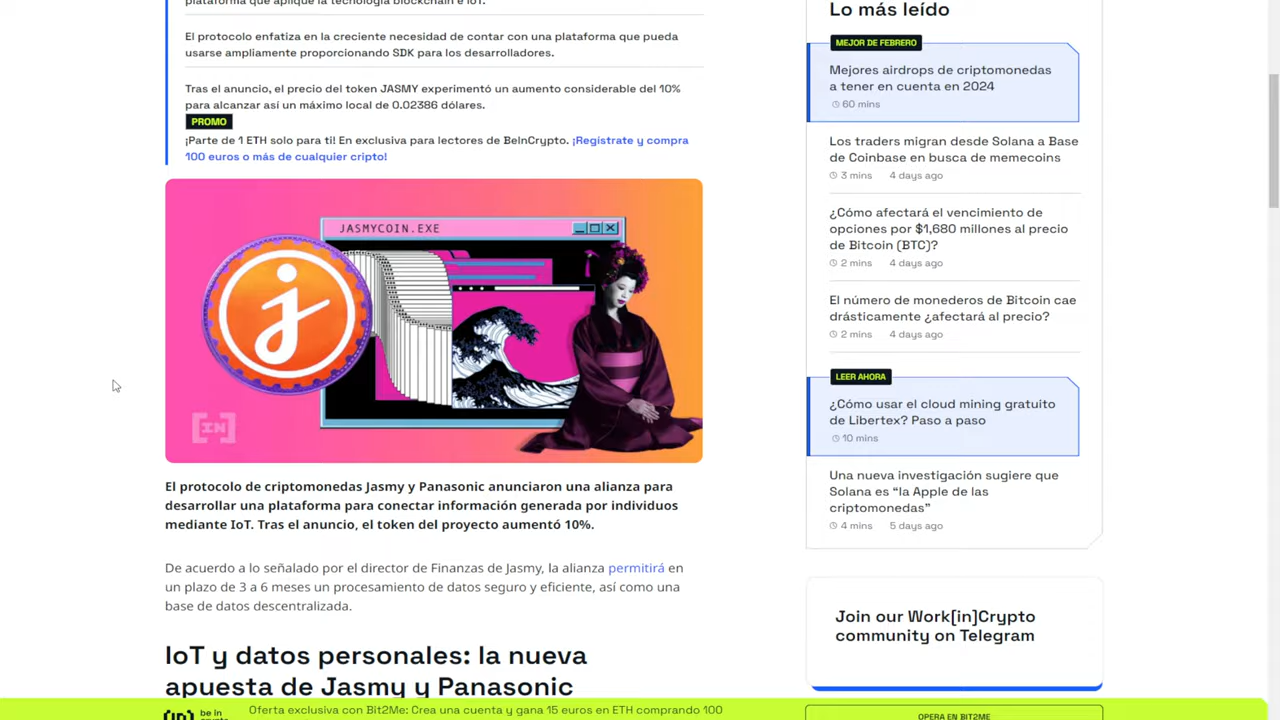 plataforma que aplique la tecnología blockchain e IoT.
El protocolo enfatiza en la creciente necesidad de contar con una plataforma que pueda
usarse ampliamente proporcionando SDK para los desarrolladores.
Tras el anuncio, el precio del token JASMY experimentó un aumento considerable del 10%
para alcanzar así un máximo local de 0.02386 dólares.
PROMO
¡Parte de 1 ETH solo para ti! En exclusiva para lectores de BeInCrypto. ¡Regístrate y compra
100 euros o más de cualquier cripto!
JASMYCOIN.EXE
IN
El protocolo de criptomonedas Jasmy y Panasonic anunciaron una alianza para
desarrollar una plataforma para conectar información generada por individuos
mediante IoT. Tras el anuncio, el token del proyecto aumentó 10%.
De acuerdo a lo señalado por el director de Finanzas de Jasmy, la alianza permitirá en
un plazo de 3 a 6 meses un procesamiento de datos seguro y eficiente, así como una
base de datos descentralizada.
IoT y datos personales: la nueva
apuesta de Jasmy y Panasonic
Lo más leído
MEJOR DE FEBRERO
Mejores airdrops de criptomonedas
a tener en cuenta en 2024
60 mins
Los traders migran desde Solana a Base
de Coinbase en busca de memecoins
3 mins 4 days ago
¿Cómo afectará el vencimiento de
opciones por $1,680 millones al precio
de Bitcoin (BTC)?
2 mins 4 days ago
El número de monederos de Bitcoin cae
drásticamente ¿afectará al precio?
2 mins 4 days ago
LEER AHORA
¿Cómo usar el cloud mining gratuito
de Libertex? Paso a paso
10 mins
Una nueva investigación sugiere que
Solana es “la Apple de las
criptomonedas”
4 mins 5 days ago
Join our Work[in]Crypto
community on Telegram
be in
crypto
Oferta exclusiva con Bit2Me: Crea una cuenta y gana 15 euros en ETH comprando 100
OPERA EN BIT2ME